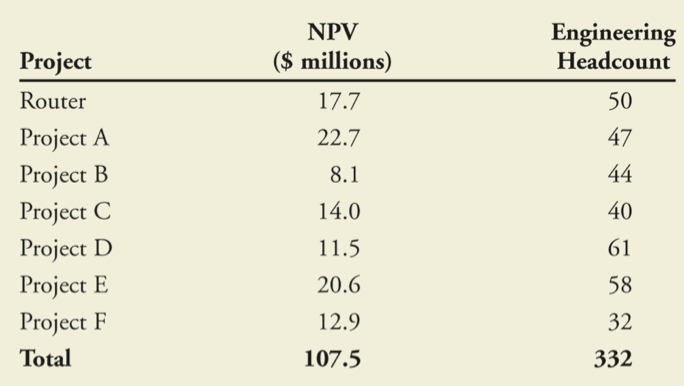 NPV Engineering
Project ($ millions) Headcount
Router 17.7 50
Project A 22.7 47
Project B 8.1 44
Project C 14.0 40
Project D 11.5 61
Project E 20.6 58
Project F 12.9 32
Total 107.5 332